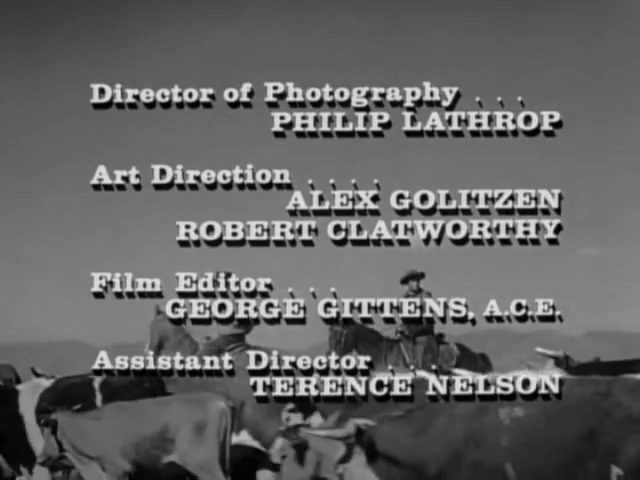 Director of Photography . . .
PHILIP LATHROP
Art Direction . . . .
ALEX GOLITZEN
ROBERT CLATWORTHY
Film Editor . . .
GEORGE GITTENS, A.C.E.
Assistant Director
TERENCE NELSON